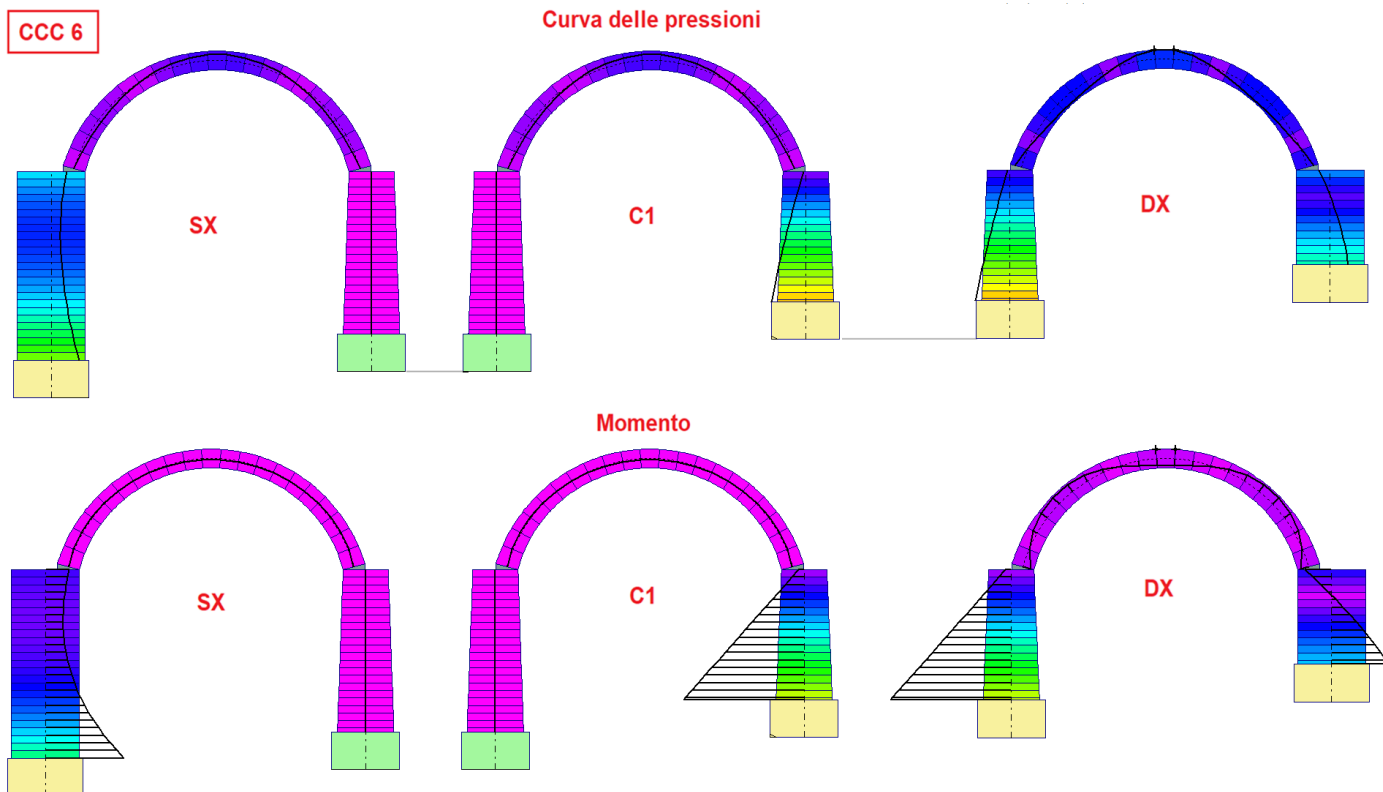 CCC 6
Curva delle pressioni
SX
C1
DX
Momento
SX
C1
DX